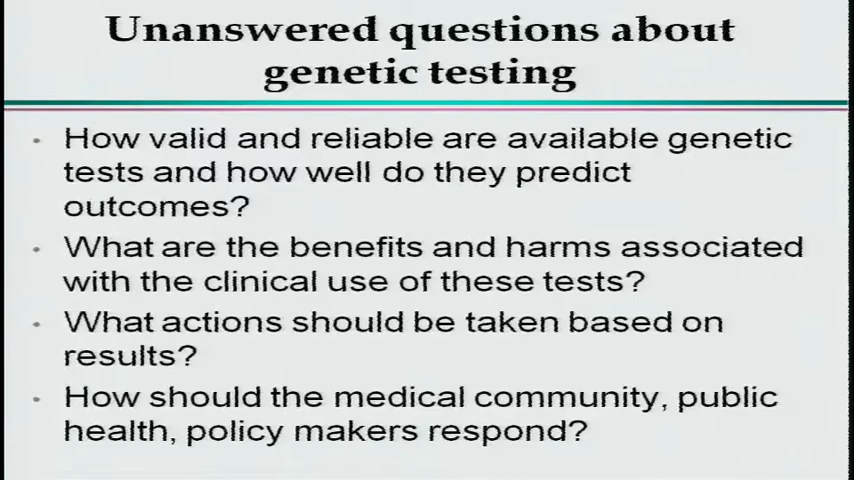 Unanswered questions about
genetic testing
• How valid and reliable are available genetic
tests and how well do they predict
outcomes?
• What are the benefits and harms associated
with the clinical use of these tests?
• What actions should be taken based on
results?
• How should the medical community, public
health, policy makers respond?